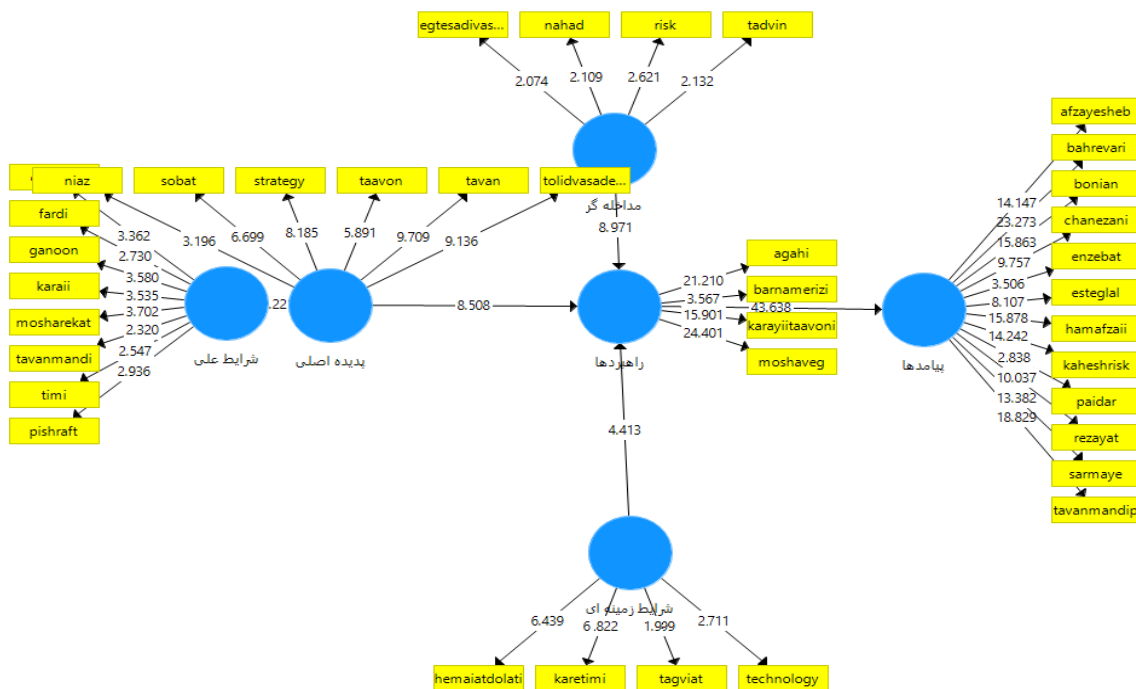 egtesadivas...
nahad
risk
tadvin
2.074
2.109
2.621
2.132
مداخله گر
8.971
niaz
sobat
strategy
taavon
tavan
tolidvasade...
3.196
6.699
8.185
5.891
9.709
9.136
پدیده اصلی
8.508
fardi
ganoon
karaii
mosharekat
tavanmandi
timi
pishraft
3.362
2.730
3.580
3.535
3.702
2.320
2.547
2.936
شرایط علی
.22
راهبردها
21.210
3.567
15.901
24.401
agahi
barnamerizi
karayiitaavoni
moshaveg
43.638
پیامدها
14.147
23.273
15.863
9.757
3.506
8.107
15.878
14.242
2.838
10.037
13.382
18.829
afzayesheb
bahrevari
bonian
chanezani
enzebat
esteglal
hamafzaii
kaheshrisk
paidar
rezayat
sarmaye
tavanmandip
4.413
شرایط زمینه ای
6.439
6.822
1.999
2.711
hemaiatdolati
karetimi
tagviat
technology